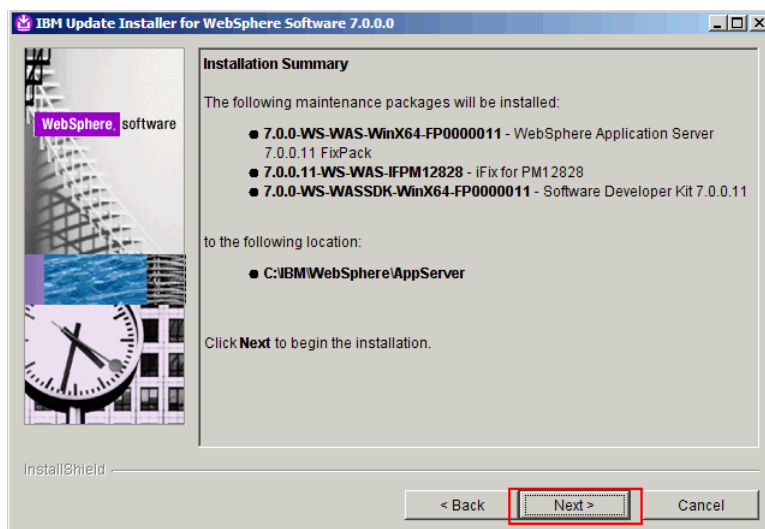 IBM Update Installer for WebSphere Software 7.0.0.0
WebSphere. software
Installation Summary
The following maintenance packages will be installed:
● 7.0.0-WS-WAS-WinX64-FP0000011 - WebSphere Application Server
7.0.0.11 FixPack
● 7.0.0.11-WS-WAS-IFPM12828 - iFix for PM12828
● 7.0.0-WS-WASSDK-WinX64-FP0000011 - Software Developer Kit 7.0.0.11
to the following location:
● C:\IBM\WebSphere\AppServer
Click Next to begin the installation.
InstallShield
< Back
Next >
Cancel